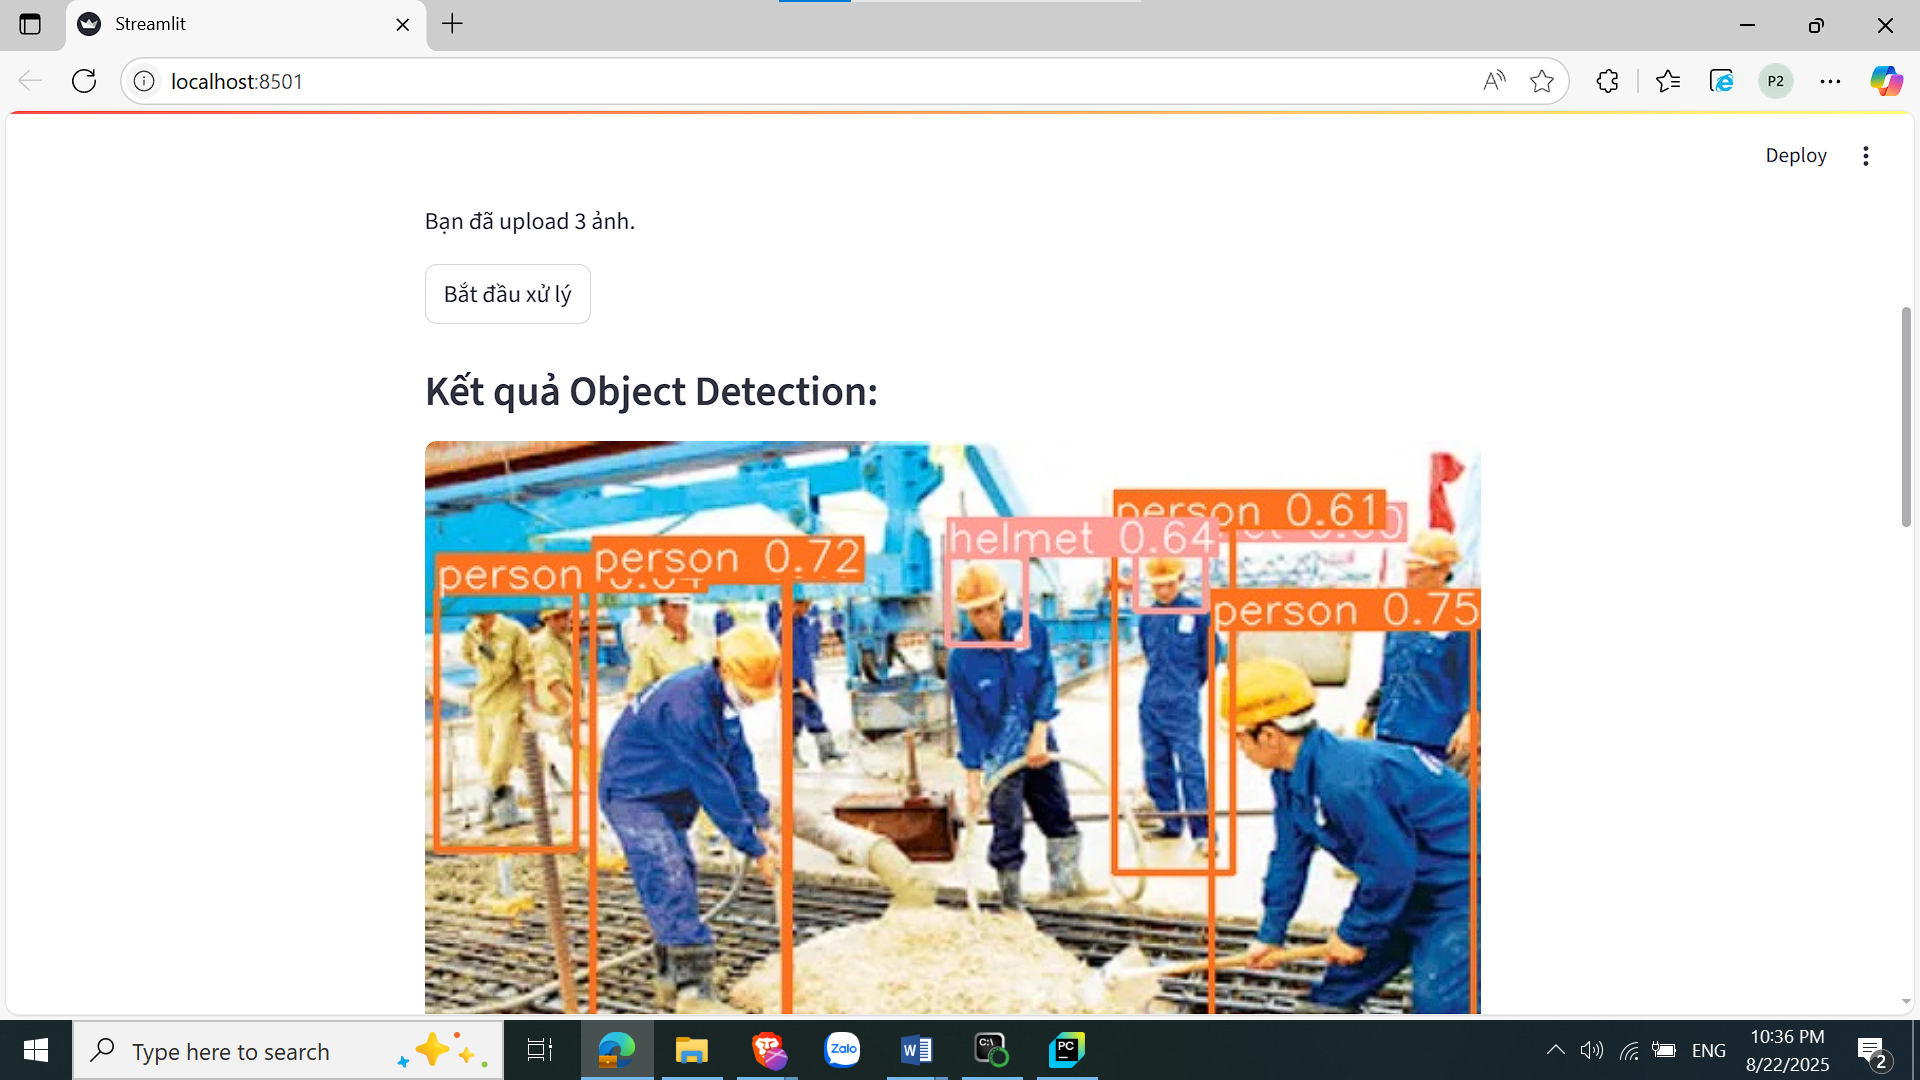 Streamlit
localhost:8501
P2
Deploy
Bạn đã upload 3 ảnh.
Bắt đầu xử lý
Kết quả Object Detection:
person 0.61
helmet 0.64
person 0.72
person
person 0.75
Type here to search
Zalo
W
C:\
PC
ENG
10:36 PM
8/22/2025
2